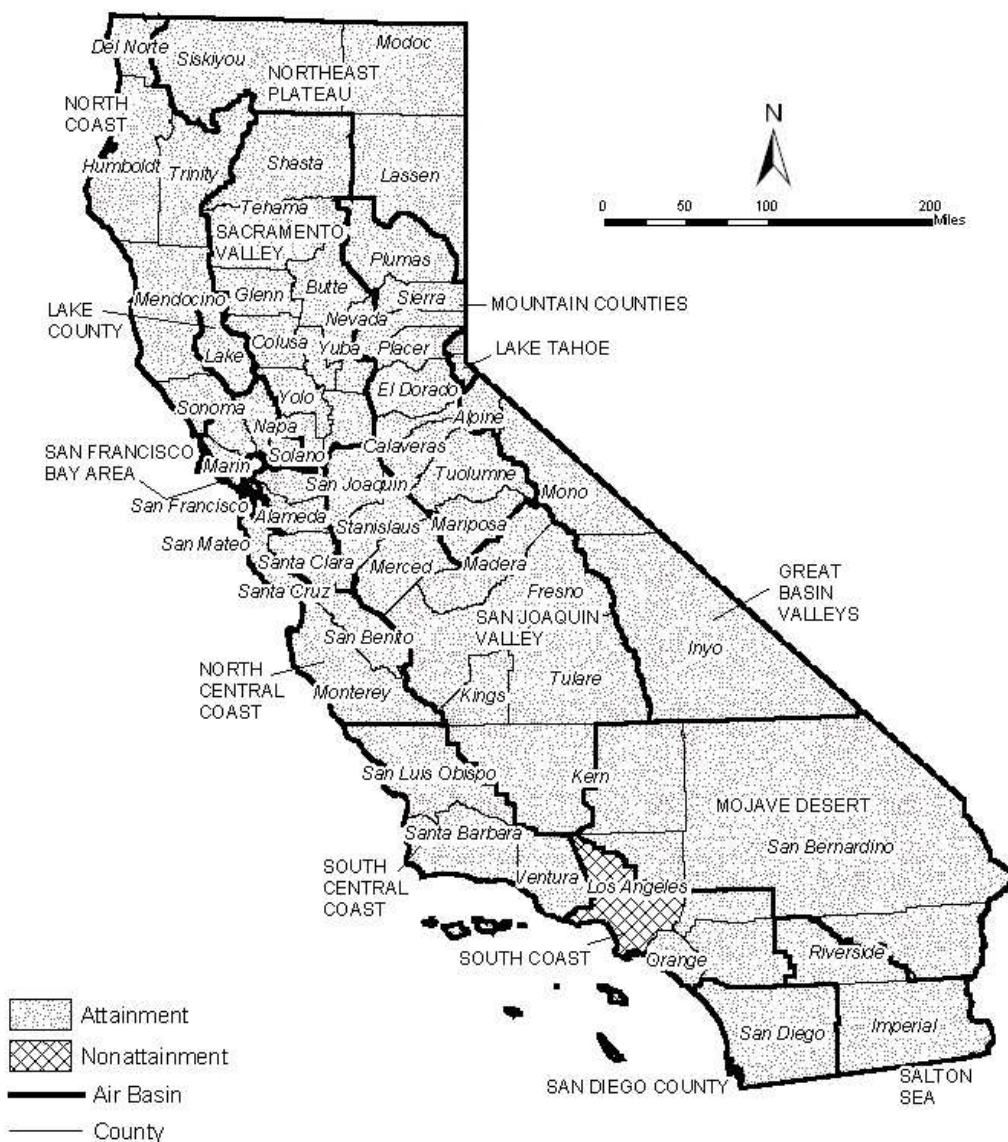 Del Norte
Siskiyou
Modoc
NORTHEAST
PLATEAU
NORTH
COAST
N
Humboldt
Trinity
Shasta
Lassen
0 50 100 200
Miles
Tehama
SACRAMENTO
VALLEY
Plumas
Mendocino
Glenn
Butte
Sierra
MOUNTAIN COUNTIES
LAKE
COUNTY
Nevada
Colusa
Yuba
Placer
LAKE TAHOE
Lake
El Dorado
Yolo
Sonoma
Napa
Alpine
SAN FRANCISCO
BAY AREA
Marin
Solano
Calaveras
Tuolumne
San Joaquin
Mono
San Francisco
Alameda
Stanislaus
Mariposa
San Mateo
Santa Clara
Merced
Madera
GREAT
BASIN
VALLEYS
Santa Cruz
Fresno
SAN JOAQUIN
VALLEY
San Benito
Inyo
NORTH
CENTRAL
COAST
Monterey
Kings
Tulare
San Luis Obispo
Kern
MOJAVE DESERT
San Bernardino
Santa Barbara
SOUTH
CENTRAL
COAST
Ventura
Los Angeles
SOUTH COAST
Orange
Riverside
San Diego
Imperial
SAN DIEGO COUNTY
SALTON
SEA
Attainment
Nonattainment
Air Basin
County